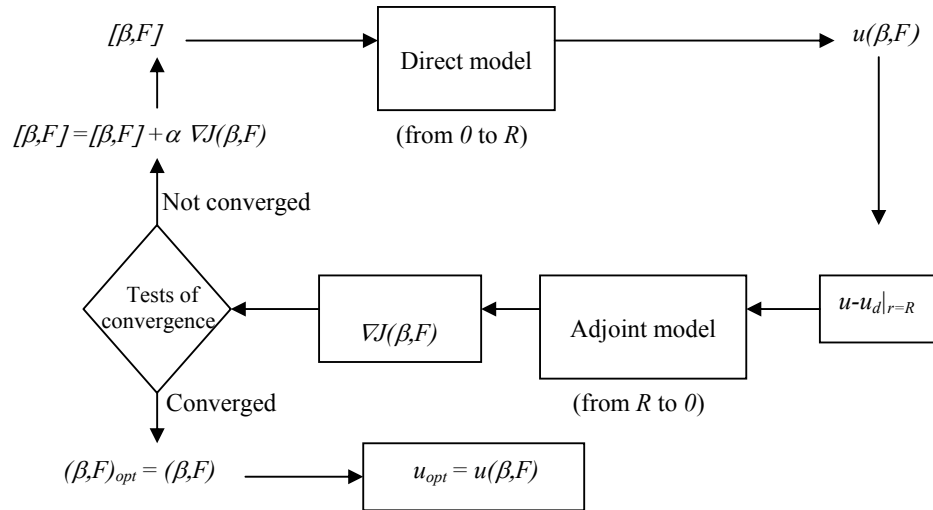 [β,F]
Direct model
u(β,F)
(from 0 to R)
[β,F]=[β,F]+α ∇J(β,F)
Not converged
Tests of
convergence
∇J(β,F)
Adjoint model
u-u_d|_{r=R}
(from R to 0)
Converged
(β,F)_{opt} = (β,F)
u_{opt} = u(β,F)